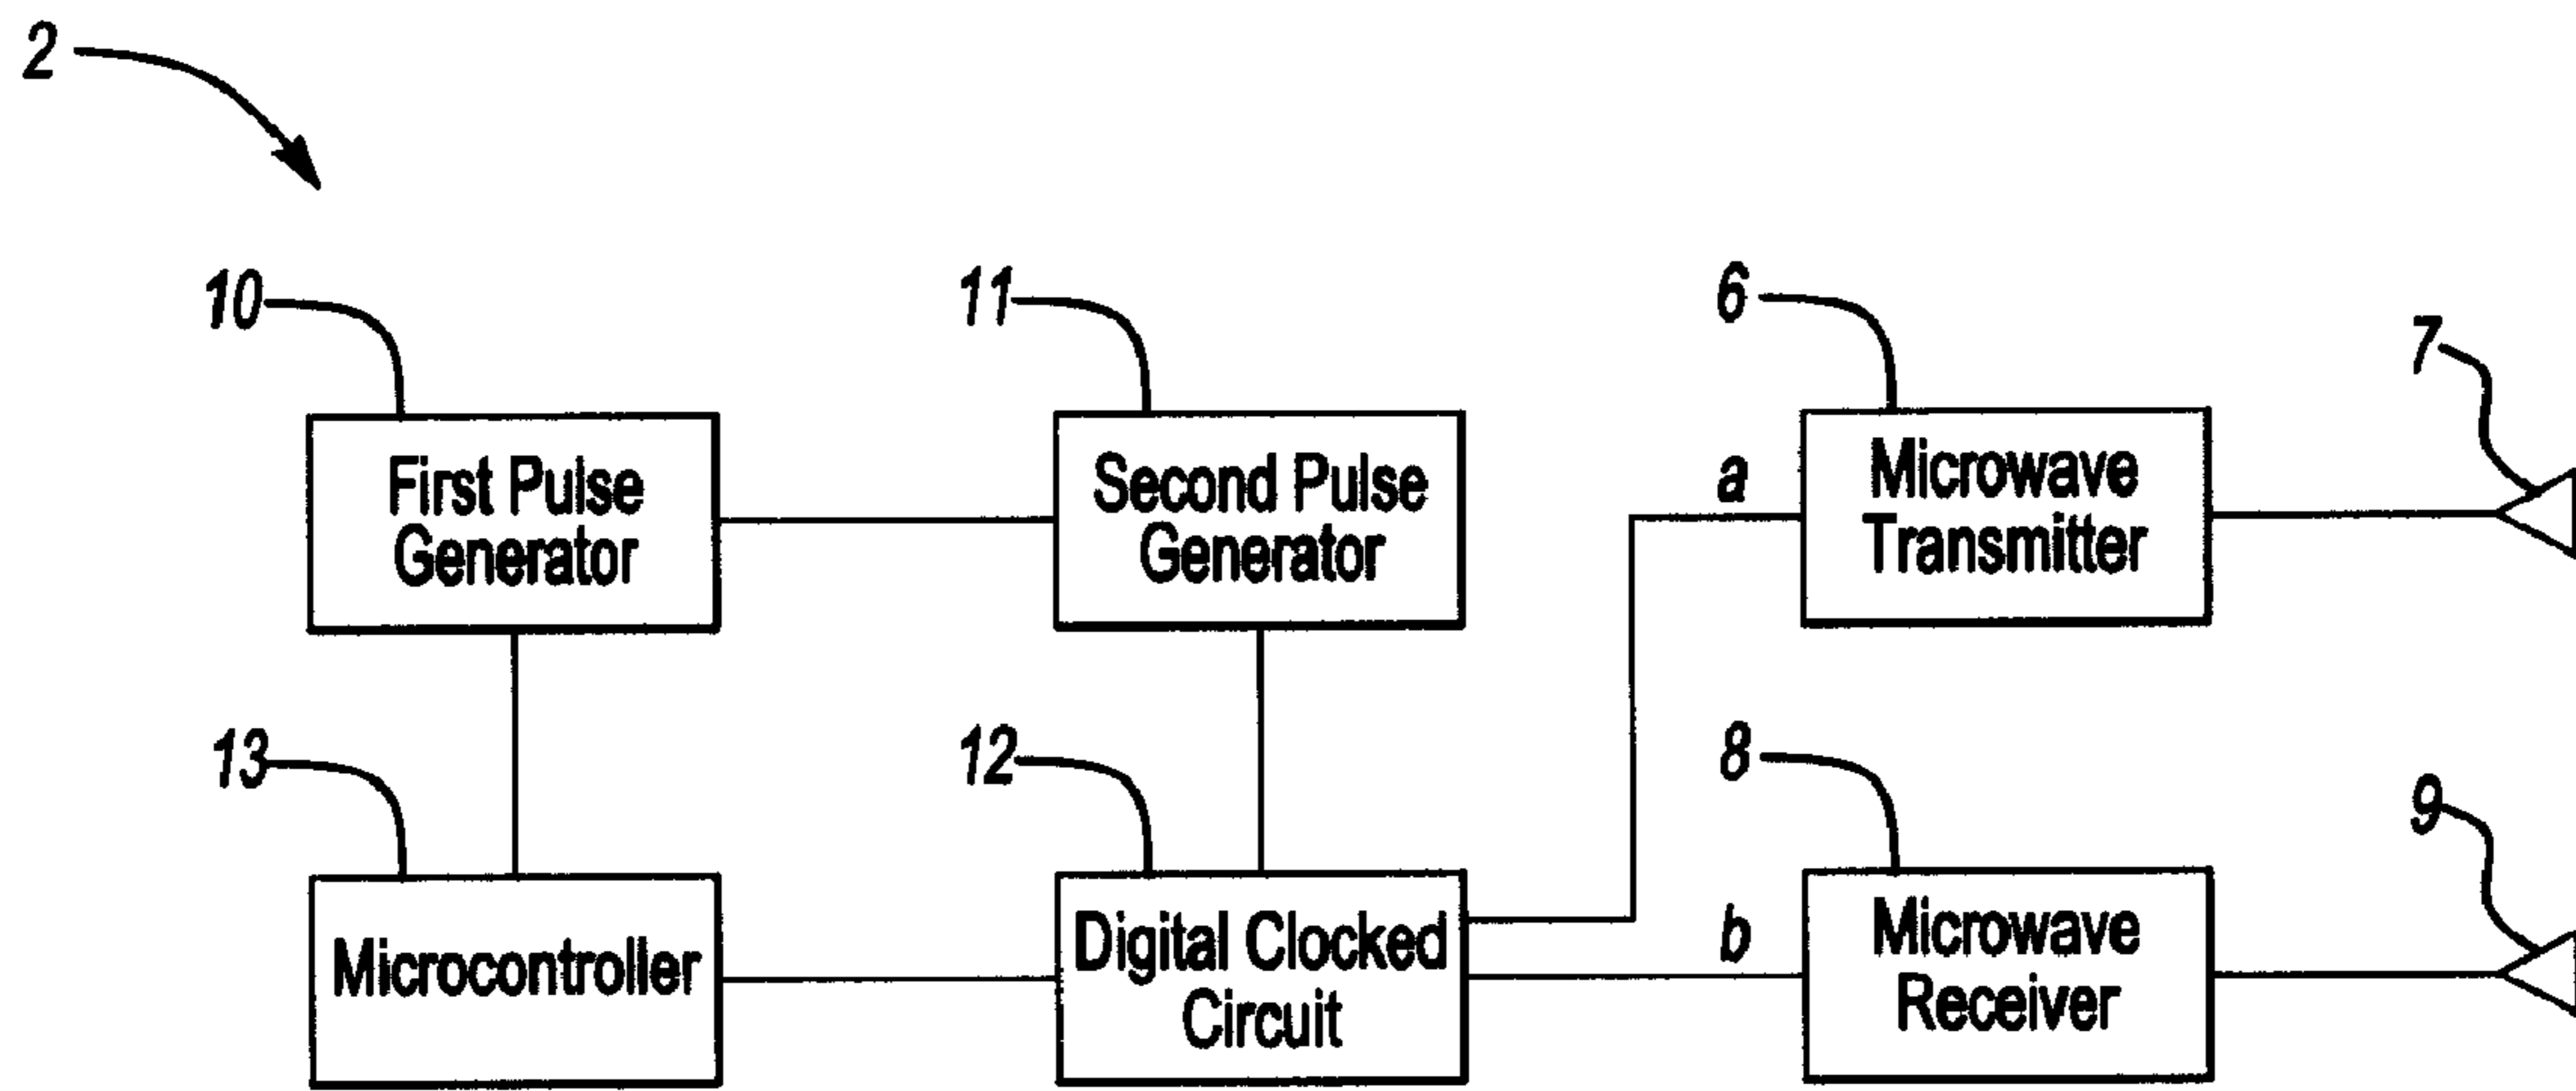 2
10
11
6
7
First Pulse
Generator
Second Pulse
Generator
a
Microwave
Transmitter
13
12
8
9
Microcontroller
Digital Clocked
Circuit
b
Microwave
Receiver